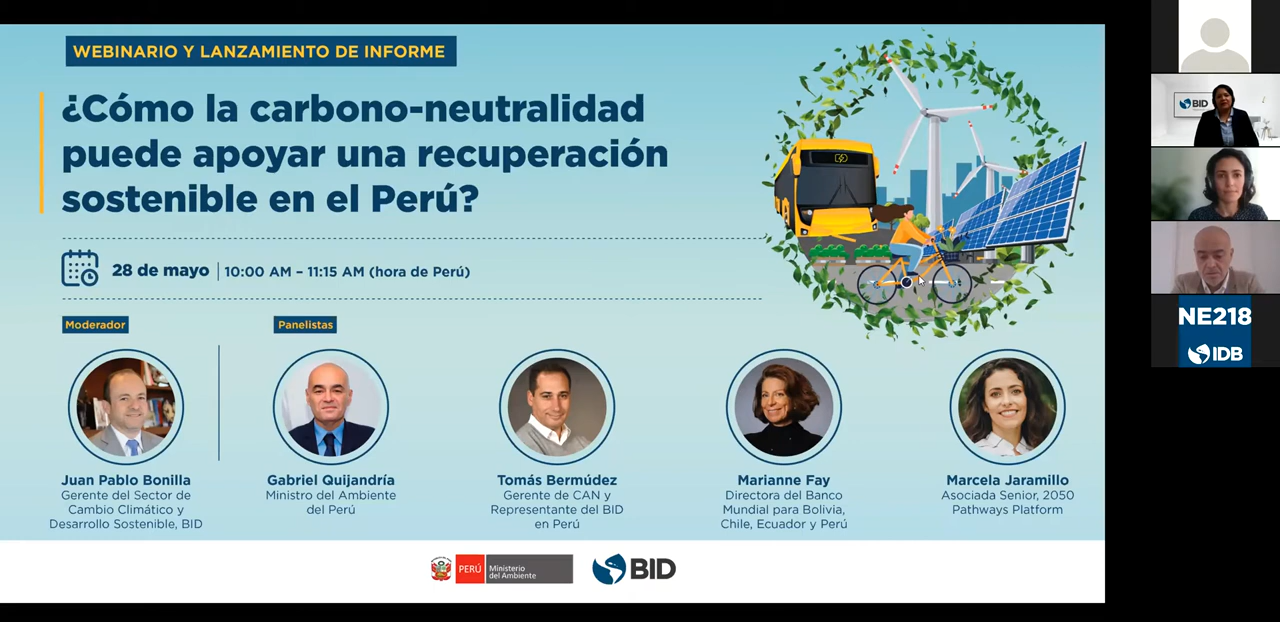 WEBINARIO Y LANZAMIENTO DE INFORME
¿Cómo la carbono-neutralidad
puede apoyar una recuperación
sostenible en el Perú?
28 de mayo | 10:00 AM – 11:15 AM (hora de Perú)
Moderador
Panelistas
Juan Pablo Bonilla
Gerente del Sector de
Cambio Climático y
Desarrollo Sostenible, BID
Gabriel Quijandría
Ministro del Ambiente
del Perú
Tomás Bermúdez
Gerente de CAN y
Representante del BID
en Perú
Marianne Fay
Directora del Banco
Mundial para Bolivia,
Chile, Ecuador y Perú
Marcela Jaramillo
Asociada Senior, 2050
Pathways Platform
PERÚ
Ministerio
del Ambiente
BID
BID
NE218
IDB